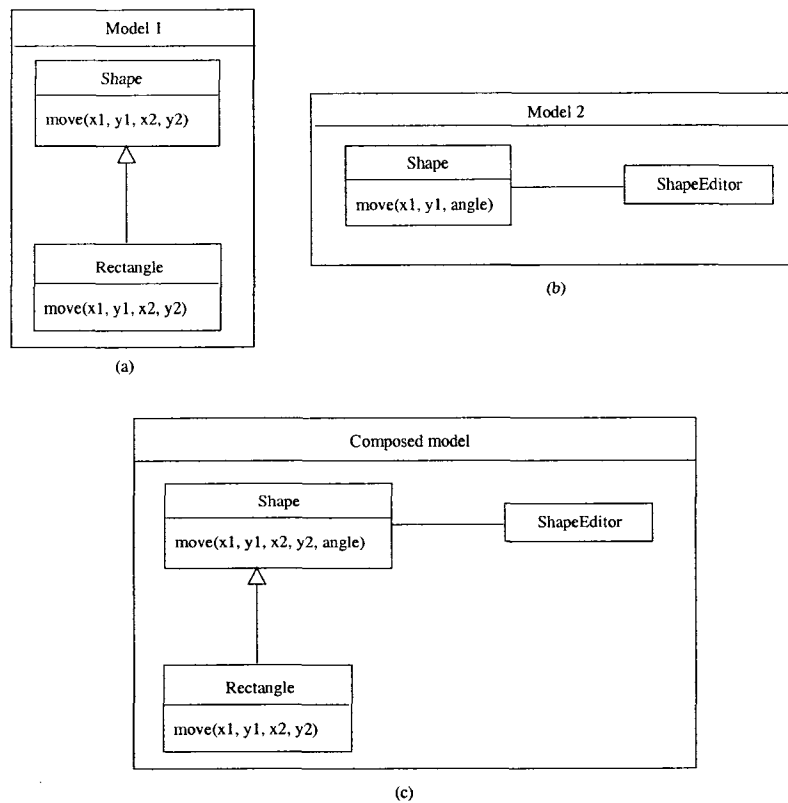 Model 1
Shape
move(x1, y1, x2, y2)
Rectangle
move(x1, y1, x2, y2)
(a)
Model 2
Shape
move(x1, y1, angle)
ShapeEditor
(b)
Composed model
Shape
move(x1, y1, x2, y2, angle)
ShapeEditor
Rectangle
move(x1, y1, x2, y2)
(c)